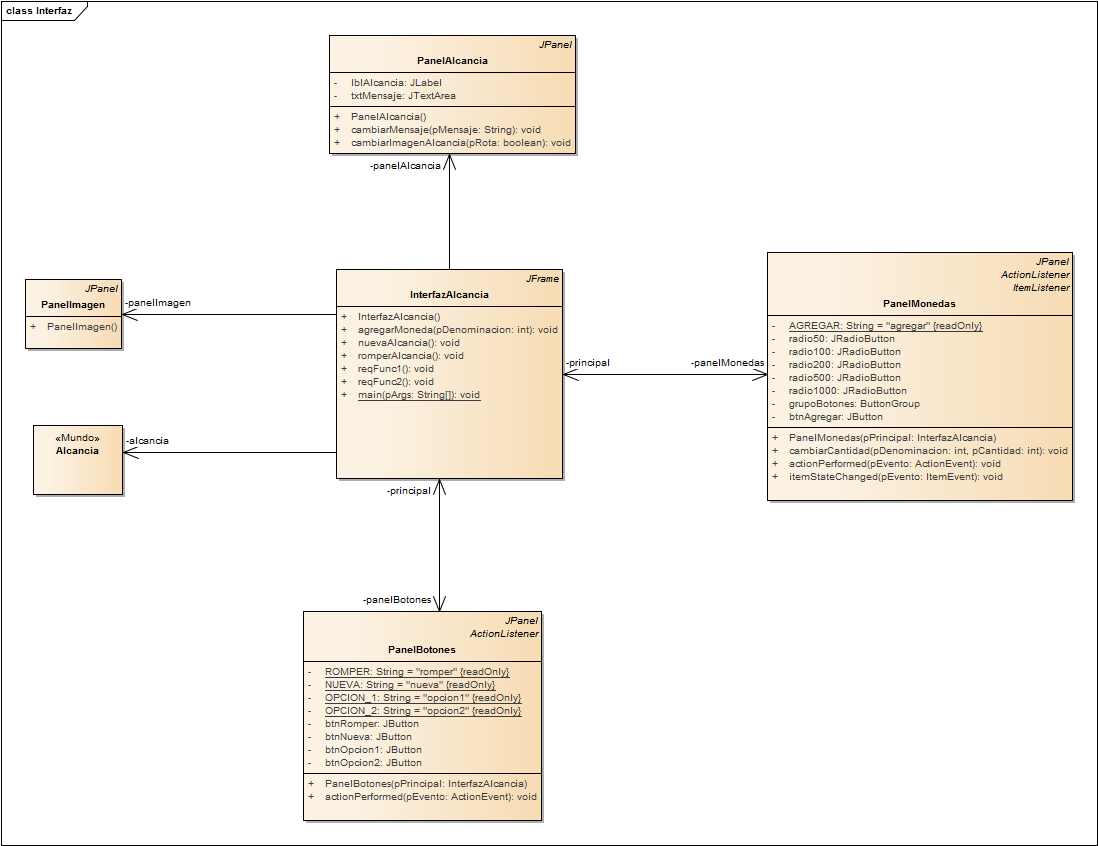 class Interfaz
JPanel
PanelAlcancia
- lblAlcancia: JLabel
- txtMensaje: JTextArea
+ PanelAlcancia()
+ cambiarMensaje(pMensaje: String): void
+ cambiarImagenAlcancia(pRota: boolean): void
-panelAlcancia
JPanel
PanelImagen
+ PanelImagen()
-panelImagen
JFrame
InterfazAlcancia
+ InterfazAlcancia()
+ agregarMoneda(pDenominacion: int): void
+ nuevaAlcancia(): void
+ romperAlcancia(): void
+ reqFunc1(): void
+ reqFunc2(): void
+ main(pArgs: String[]): void
-principal
-panelMonedas
JPanel
ActionListener
ItemListener
PanelMonedas
- AGREGAR: String = "agregar" {readOnly}
- radio50: JRadioButton
- radio100: JRadioButton
- radio200: JRadioButton
- radio500: JRadioButton
- radio1000: JRadioButton
- grupoBotones: ButtonGroup
- btnAgregar: JButton
+ PanelMonedas(pPrincipal: InterfazAlcancia)
+ cambiarCantidad(pDenominacion: int, pCantidad: int): void
+ actionPerformed(pEvento: ActionEvent): void
+ itemStateChanged(pEvento: ItemEvent): void
«Mundo»
Alcancia
-alcancia
-principal
-panelBotones
JPanel
ActionListener
PanelBotones
- ROMPER: String = "romper" {readOnly}
- NUEVA: String = "nueva" {readOnly}
- OPCION_1: String = "opcion1" {readOnly}
- OPCION_2: String = "opcion2" {readOnly}
- btnRomper: JButton
- btnNueva: JButton
- btnOpcion1: JButton
- btnOpcion2: JButton
+ PanelBotones(pPrincipal: InterfazAlcancia)
+ actionPerformed(pEvento: ActionEvent): void